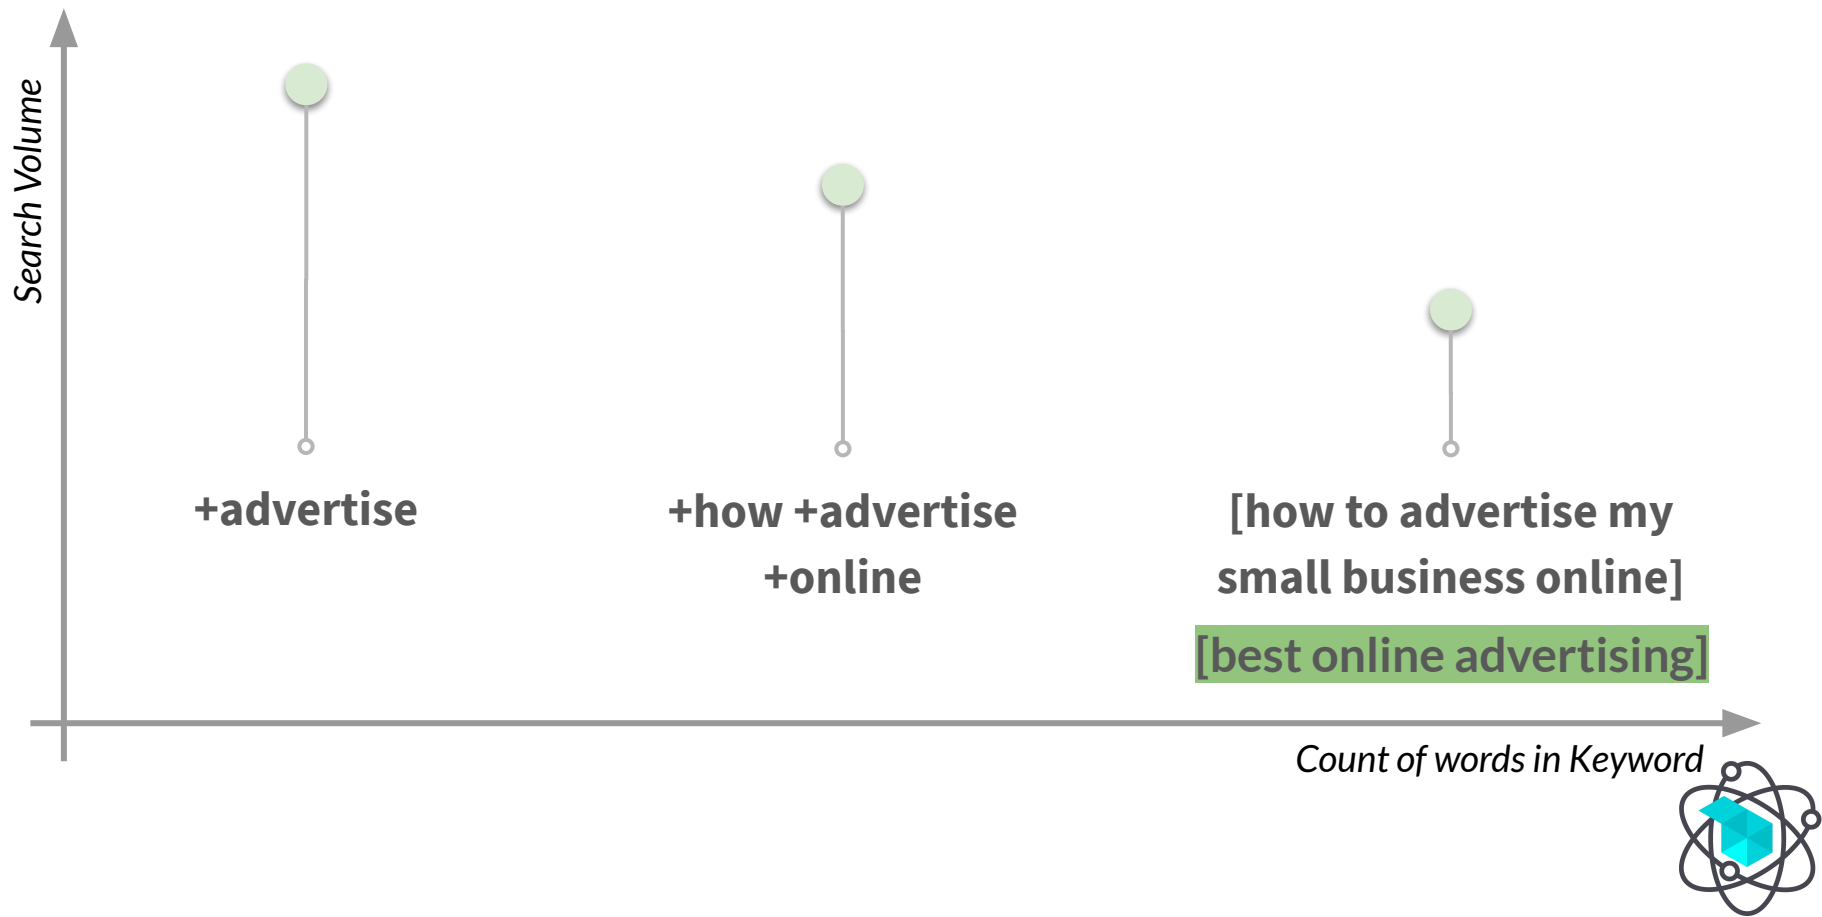 Search Volume
+advertise
+how +advertise
+online
[how to advertise my
small business online]
[best online advertising]
Count of words in Keyword